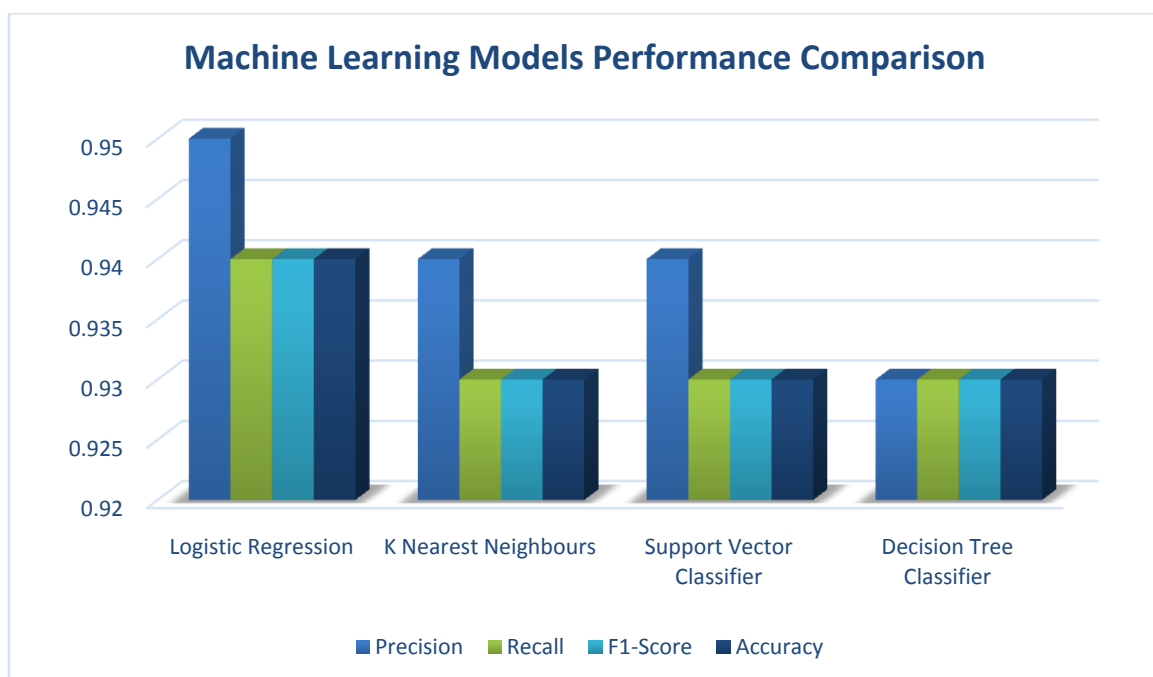 Machine Learning Models Performance Comparison
0.95
0.945
0.94
0.935
0.93
0.925
0.92
Logistic Regression
K Nearest Neighbours
Support Vector
Classifier
Decision Tree
Classifier
Precision Recall F1-Score Accuracy